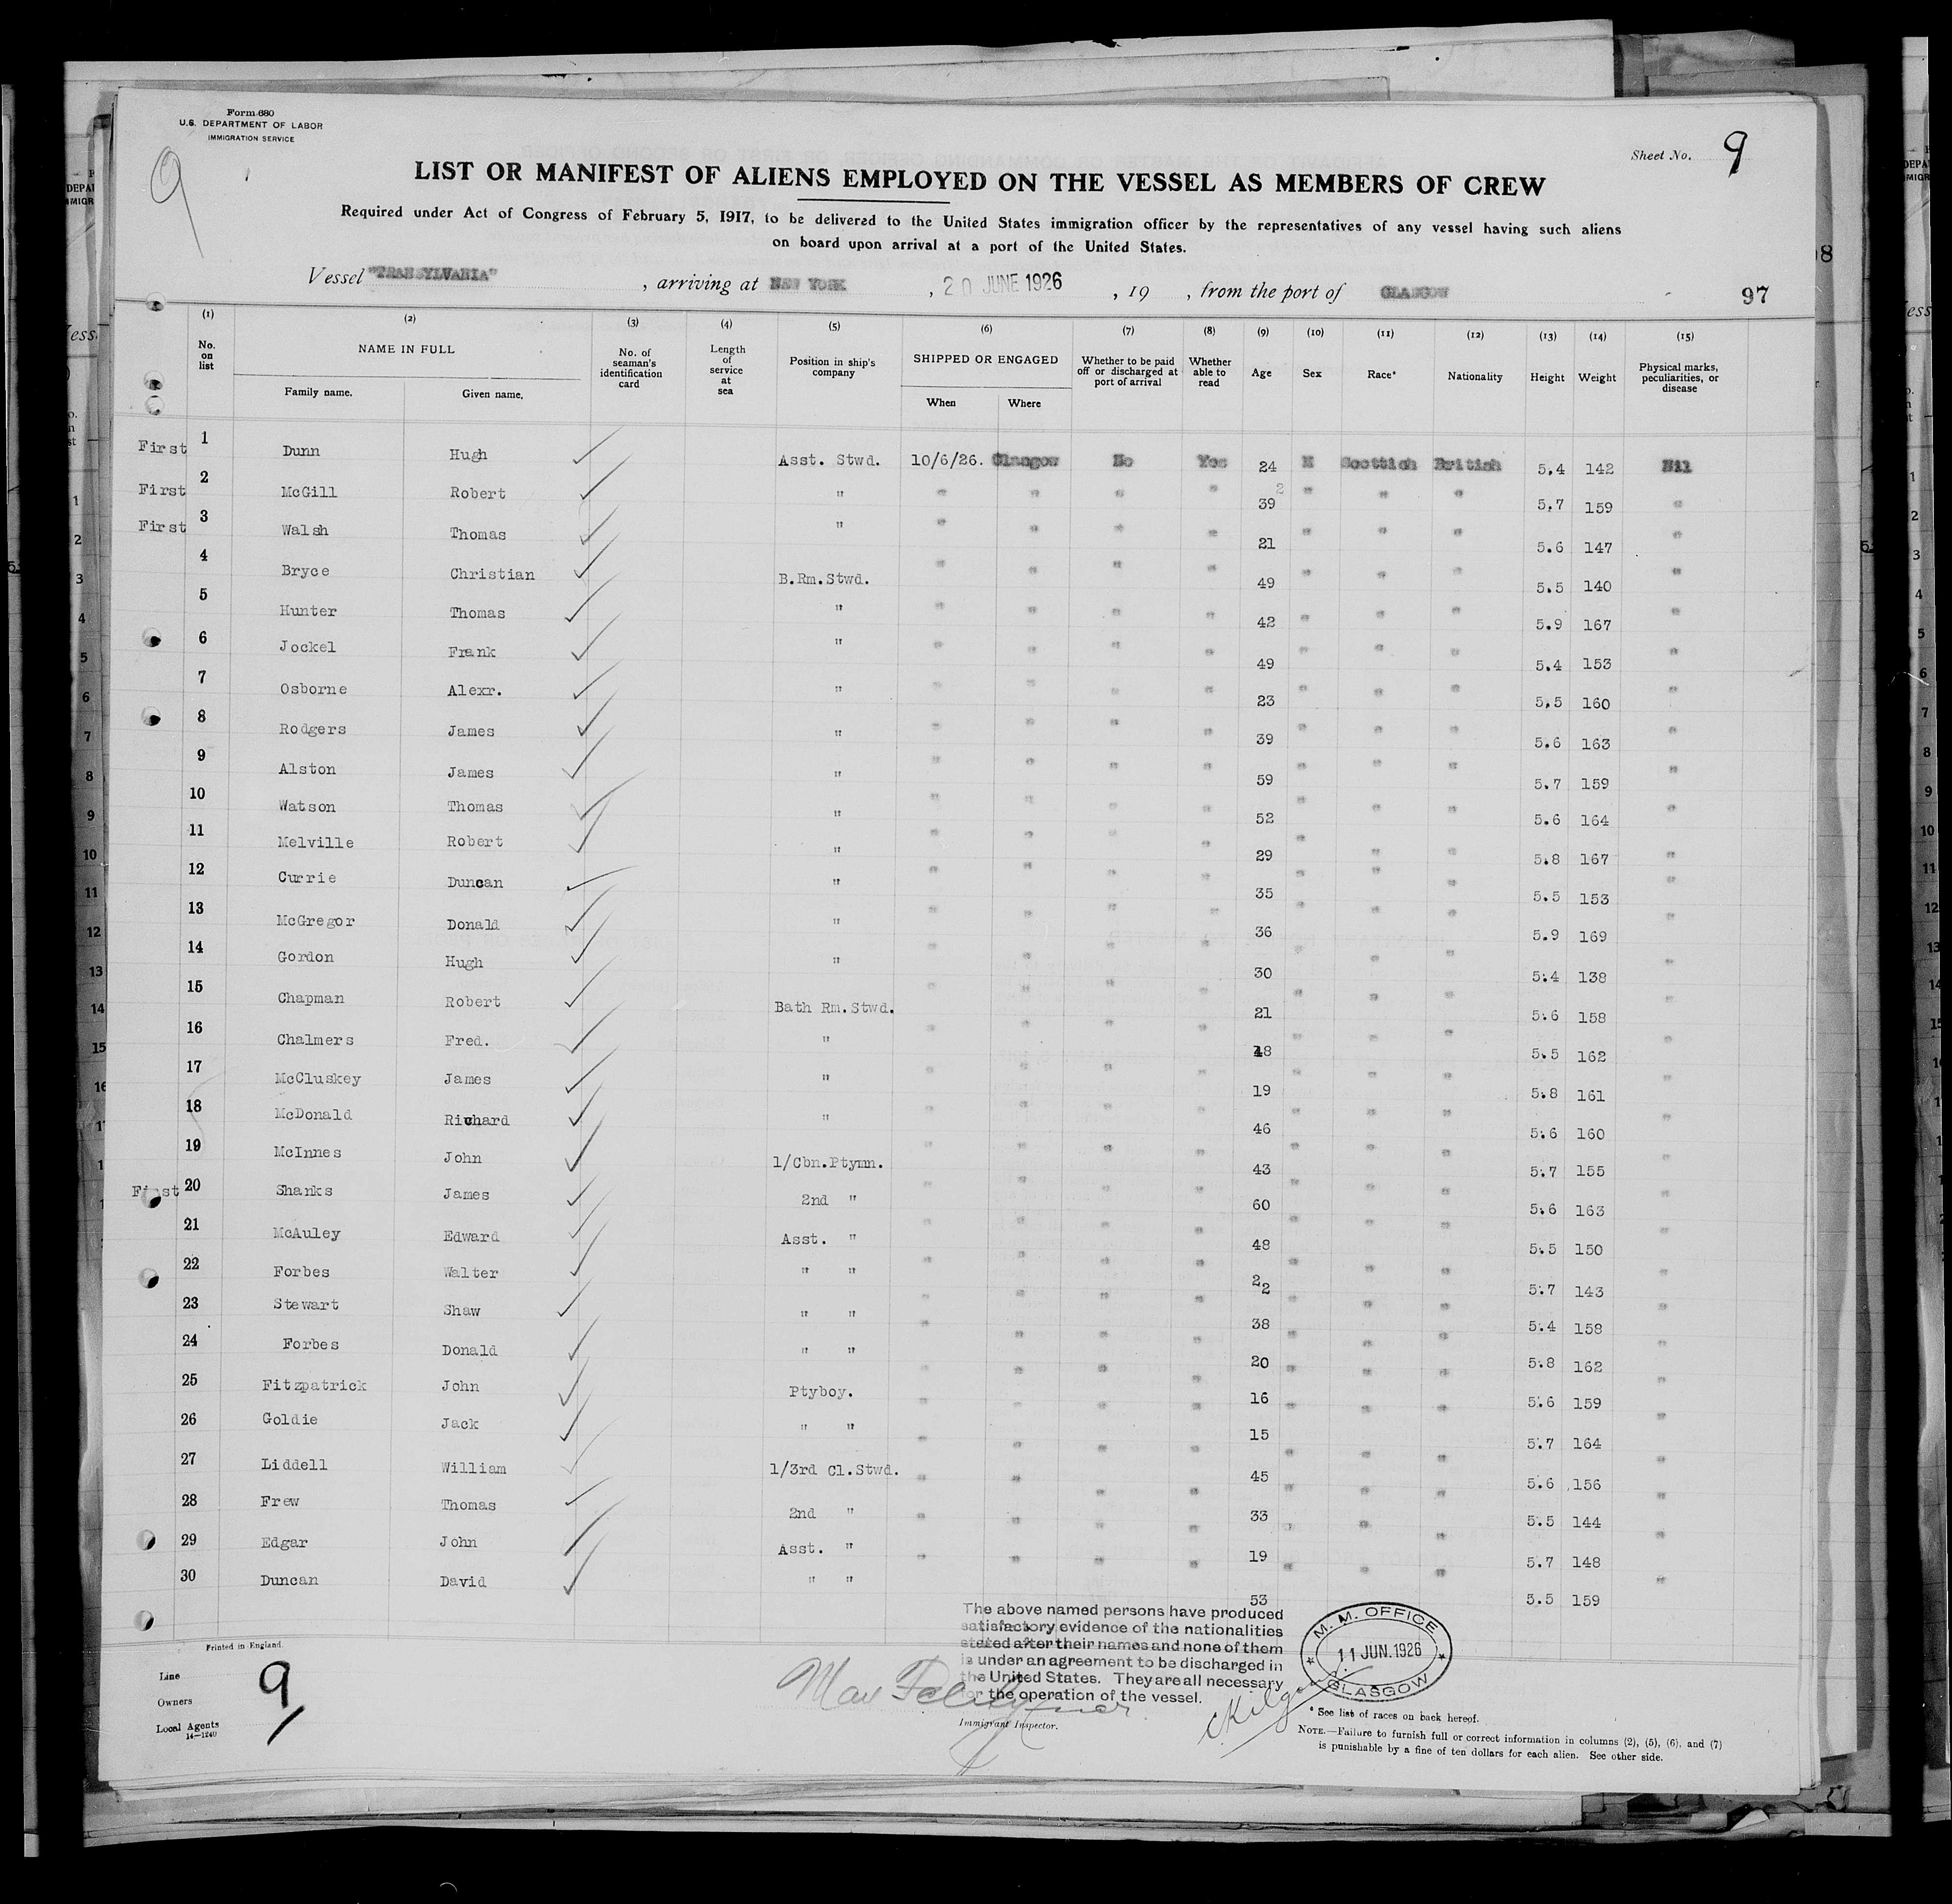 Form 680
U.S. DEPARTMENT OF LABOR
IMMIGRATION SERVICE
9
Sheet No. 9
LIST OR MANIFEST OF ALIENS EMPLOYED ON THE VESSEL AS MEMBERS OF CREW
Required under Act of Congress of February 5, 1917, to be delivered to the United States immigration officer by the representatives of any vessel having such aliens
on board upon arrival at a port of the United States.
Vessel "TRANSYLVANIA", arriving at NEW YORK, 20 JUNE 1926, 19 , from the port of GLASGOW 97
(1) (2) (3) (4) (5) (6) (7) (8) (9) (10) (11) (12) (13) (14) (15)
No. on list NAME IN FULL No. of seaman's identification card Length of service at sea Position in ship's company SHIPPED OR ENGAGED Whether to be paid off or discharged at port of arrival Whether able to read Age Sex Race* Nationality Height Weight Physical marks, peculiarities, or disease
Family name. Given name. When Where
First 1 Dunn Hugh Asst. Stwd. 10/6/26. Glasgow No Yes 24 M Scottish British 5.4 142 Nil
First 2 McGill Robert " " " " " 39 " " " 5.7 159 "
First 3 Walsh Thomas " " " " " 21 " " " 5.6 147 "
4 Bryce Christian B.Rm.Stwd. " " " " 49 " " " 5.5 140 "
5 Hunter Thomas " " " " " 42 " " " 5.9 167 "
6 Jockel Frank " " " " " 49 " " " 5.4 153 "
7 Osborne Alexr. " " " " " 23 " " " 5.5 160 "
8 Rodgers James " " " " " 39 " " " 5.6 163 "
9 Alston James " " " " " 59 " " " 5.7 159 "
10 Watson Thomas " " " " " 52 " " " 5.6 164 "
11 Melville Robert " " " " " 29 " " " 5.8 167 "
12 Currie Duncan " " " " " 35 " " " 5.5 153 "
13 McGregor Donald " " " " " 36 " " " 5.9 169 "
14 Gordon Hugh " " " " " 30 " " " 5.4 138 "
15 Chapman Robert Bath Rm.Stwd. " " " " 21 " " " 5.6 158 "
16 Chalmers Fred. " " " " " 18 " " " 5.5 162 "
17 McCluskey James " " " " " 19 " " " 5.8 161 "
18 McDonald Richard " " " " " 46 " " " 5.6 160 "
19 McInnes John 1/Cbn.Ptymn. " " " " 43 " " " 5.7 155 "
First 20 Shanks James 2nd " " " " " 60 " " " 5.6 163 "
21 McAuley Edward Asst. " " " " " 48 " " " 5.5 150 "
22 Forbes Walter " " " " " " 22 " " " 5.7 143 "
23 Stewart Shaw " " " " " " 38 " " " 5.4 158 "
24 Forbes Donald " " " " " " 20 " " " 5.8 162 "
25 Fitzpatrick John Ptyboy. " " " " 16 " " " 5.6 159 "
26 Goldie Jack " " " " " " 15 " " " 5.7 164 "
27 Liddell William 1/3rd Cl.Stwd. " " " " 45 " " " 5.6 156 "
28 Frew Thomas 2nd " " " " " 33 " " " 5.5 144 "
29 Edgar John Asst. " " " " " 19 " " " 5.7 148 "
30 Duncan David " " " " " " 53 " " " 5.5 159 "
The above named persons have produced
satisfactory evidence of the nationalities
stated after their names and none of them
is under an agreement to be discharged in
the United States. They are all necessary
for the operation of the vessel.
M. M. OFFICE
11 JUN. 1926
GLASGOW
Printed in England.
Line
Owners
Local Agents
14—1240
9
Immigrant Inspector.
* See list of races on back hereof.
NOTE.—Failure to furnish full or correct information in columns (2), (5), (6), and (7)
is punishable by a fine of ten dollars for each alien. See other side.